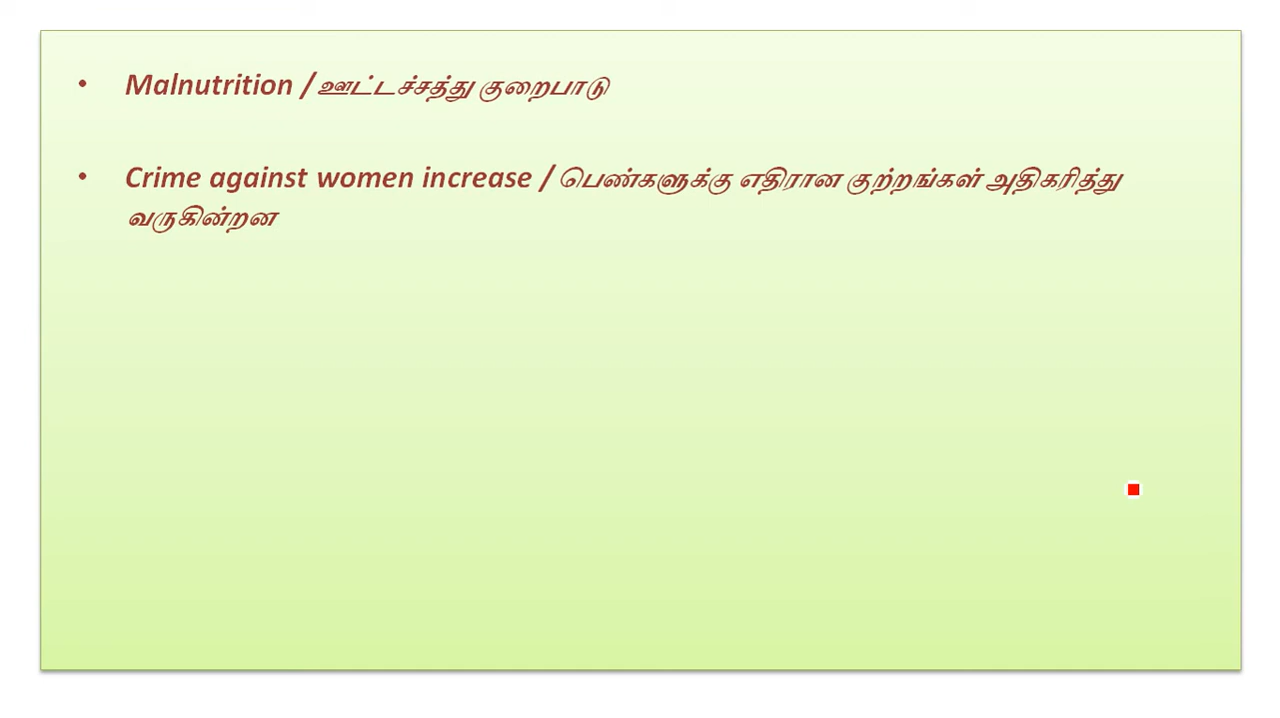 • Malnutrition / ஊட்டச்சத்து குறைபாடு
• Crime against women increase / பெண்களுக்கு எதிரான குற்றங்கள் அதிகரித்து
வருகின்றன